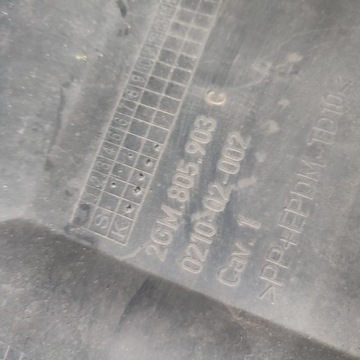 2GM.805.903 C
0210-02-002
Cav. 1
>PP+EPDM-TD10<
S
K